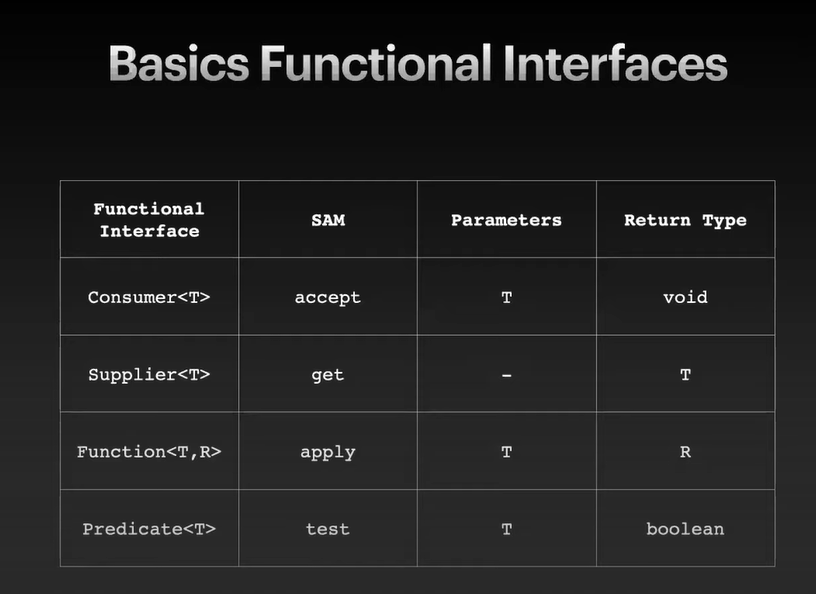 Basics Functional Interfaces
Functional
Interface
SAM
Parameters
Return Type
Consumer<T>
accept
T
void
Supplier<T>
get
-
T
Function<T,R>
apply
T
R
Predicate<T>
test
T
boolean